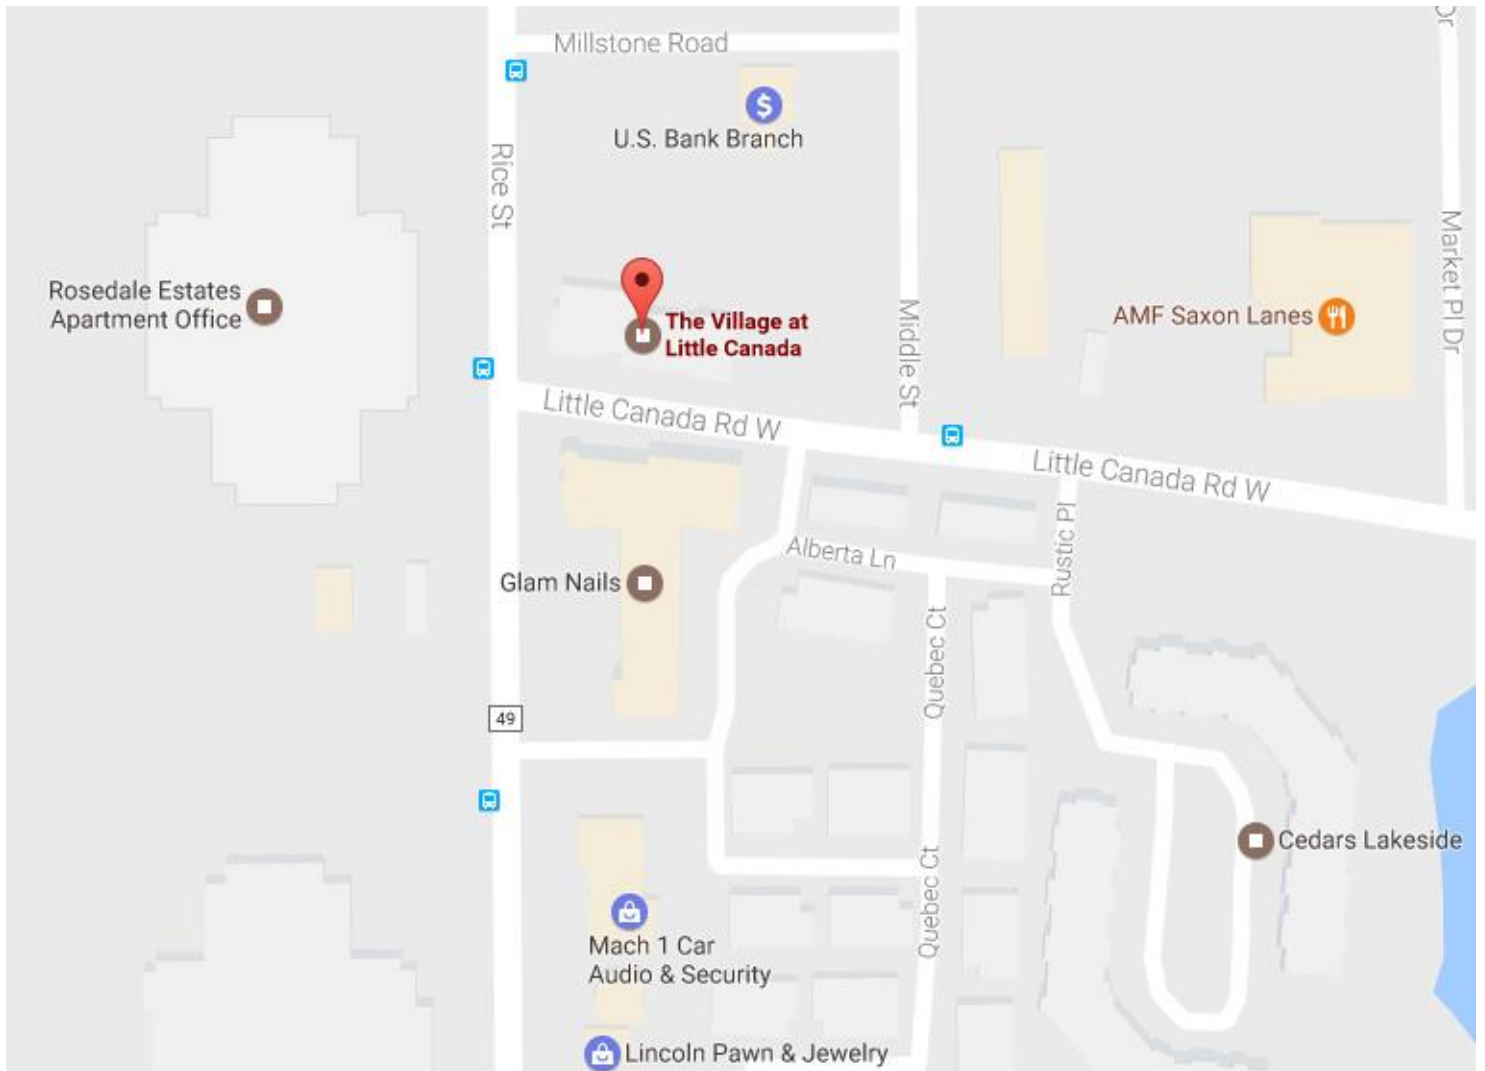 Dr
Millstone Road
U.S. Bank Branch
Rice St
Market Pl Dr
Rosedale Estates
Apartment Office
The Village at
Little Canada
Middle St
AMF Saxon Lanes
Little Canada Rd W
Little Canada Rd W
Rustic Pl
Alberta Ln
Glam Nails
Quebec Ct
49
Cedars Lakeside
Quebec Ct
Mach 1 Car
Audio & Security
Lincoln Pawn & Jewelry